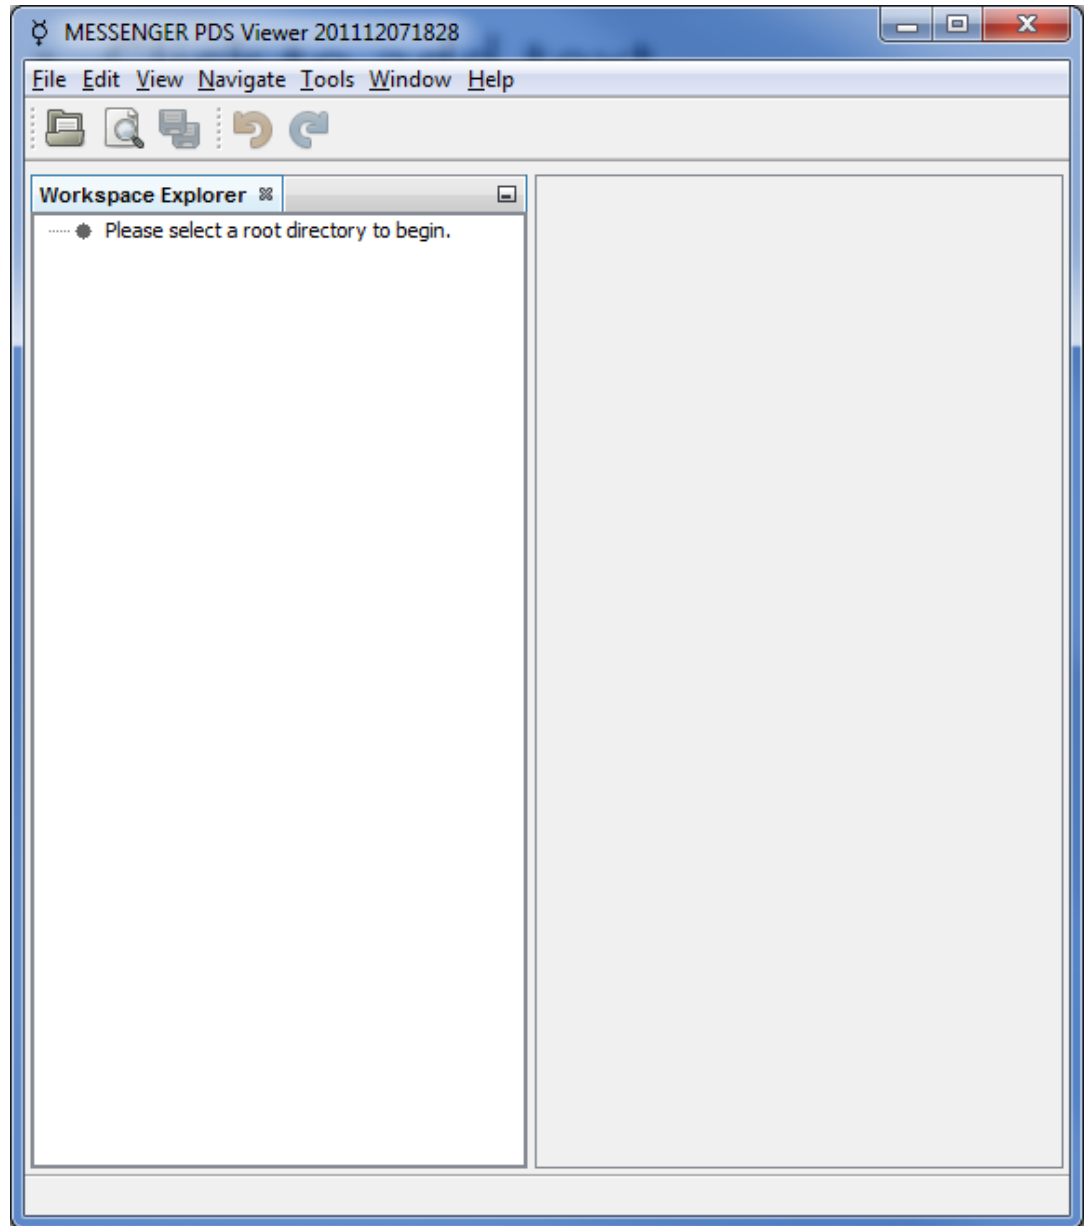 MESSENGER PDS Viewer 201112071828
File Edit View Navigate Tools Window Help
Workspace Explorer
Please select a root directory to begin.